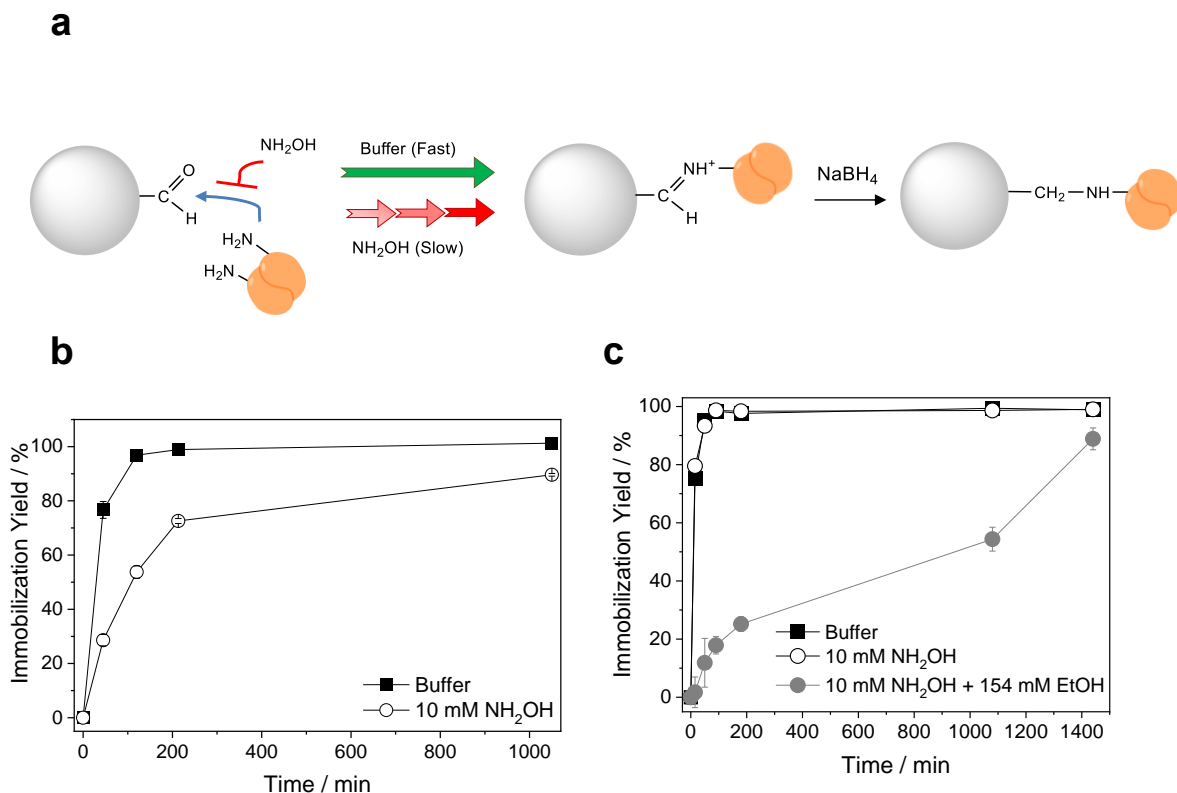 a
NH₂OH
O
C
H
H₂N
H₂N
Buffer (Fast)
NH₂OH (Slow)
NH⁺
C
H
NaBH₄
CH₂
NH
b
Immobilization Yield / %
100
80
60
40
20
0
Buffer
10 mM NH₂OH
0 200 400 600 800 1000
Time / min
c
Immobilization Yield / %
100
80
60
40
20
0
Buffer
10 mM NH₂OH
10 mM NH₂OH + 154 mM EtOH
0 200 400 600 800 1000 1200 1400
Time / min